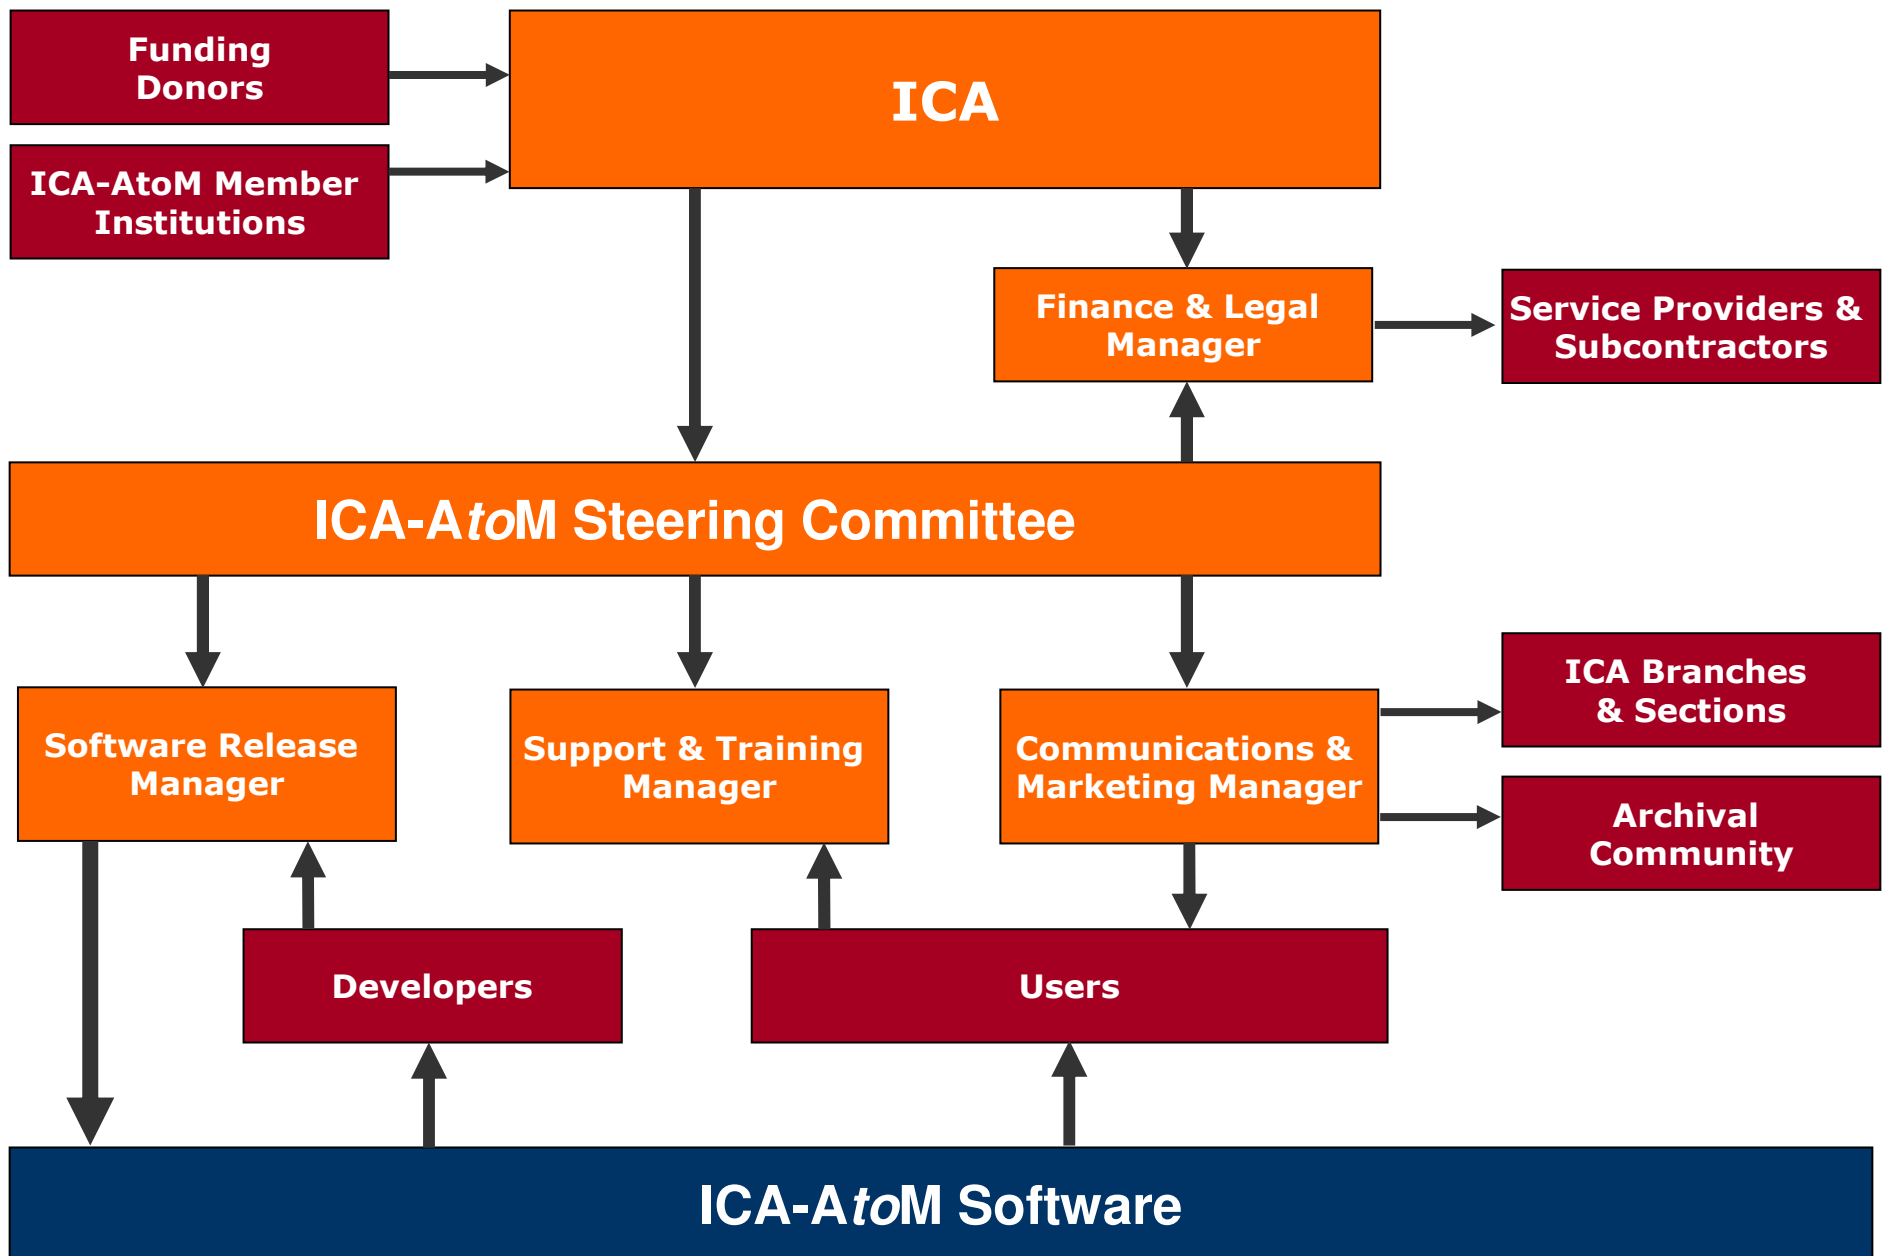 Funding
Donors
ICA
ICA-AtoM Member
Institutions
Finance & Legal
Manager
Service Providers &
Subcontractors
ICA-AtoM Steering Committee
Software Release
Manager
Support & Training
Manager
Communications &
Marketing Manager
ICA Branches
& Sections
Archival
Community
Developers
Users
ICA-AtoM Software